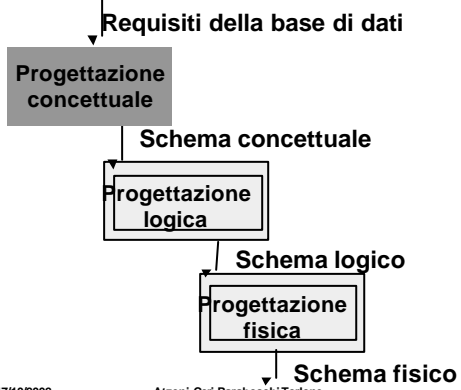 Requisiti della base di dati
Progettazione
concettuale
Schema concettuale
Progettazione
logica
Schema logico
Progettazione
fisica
Schema fisico